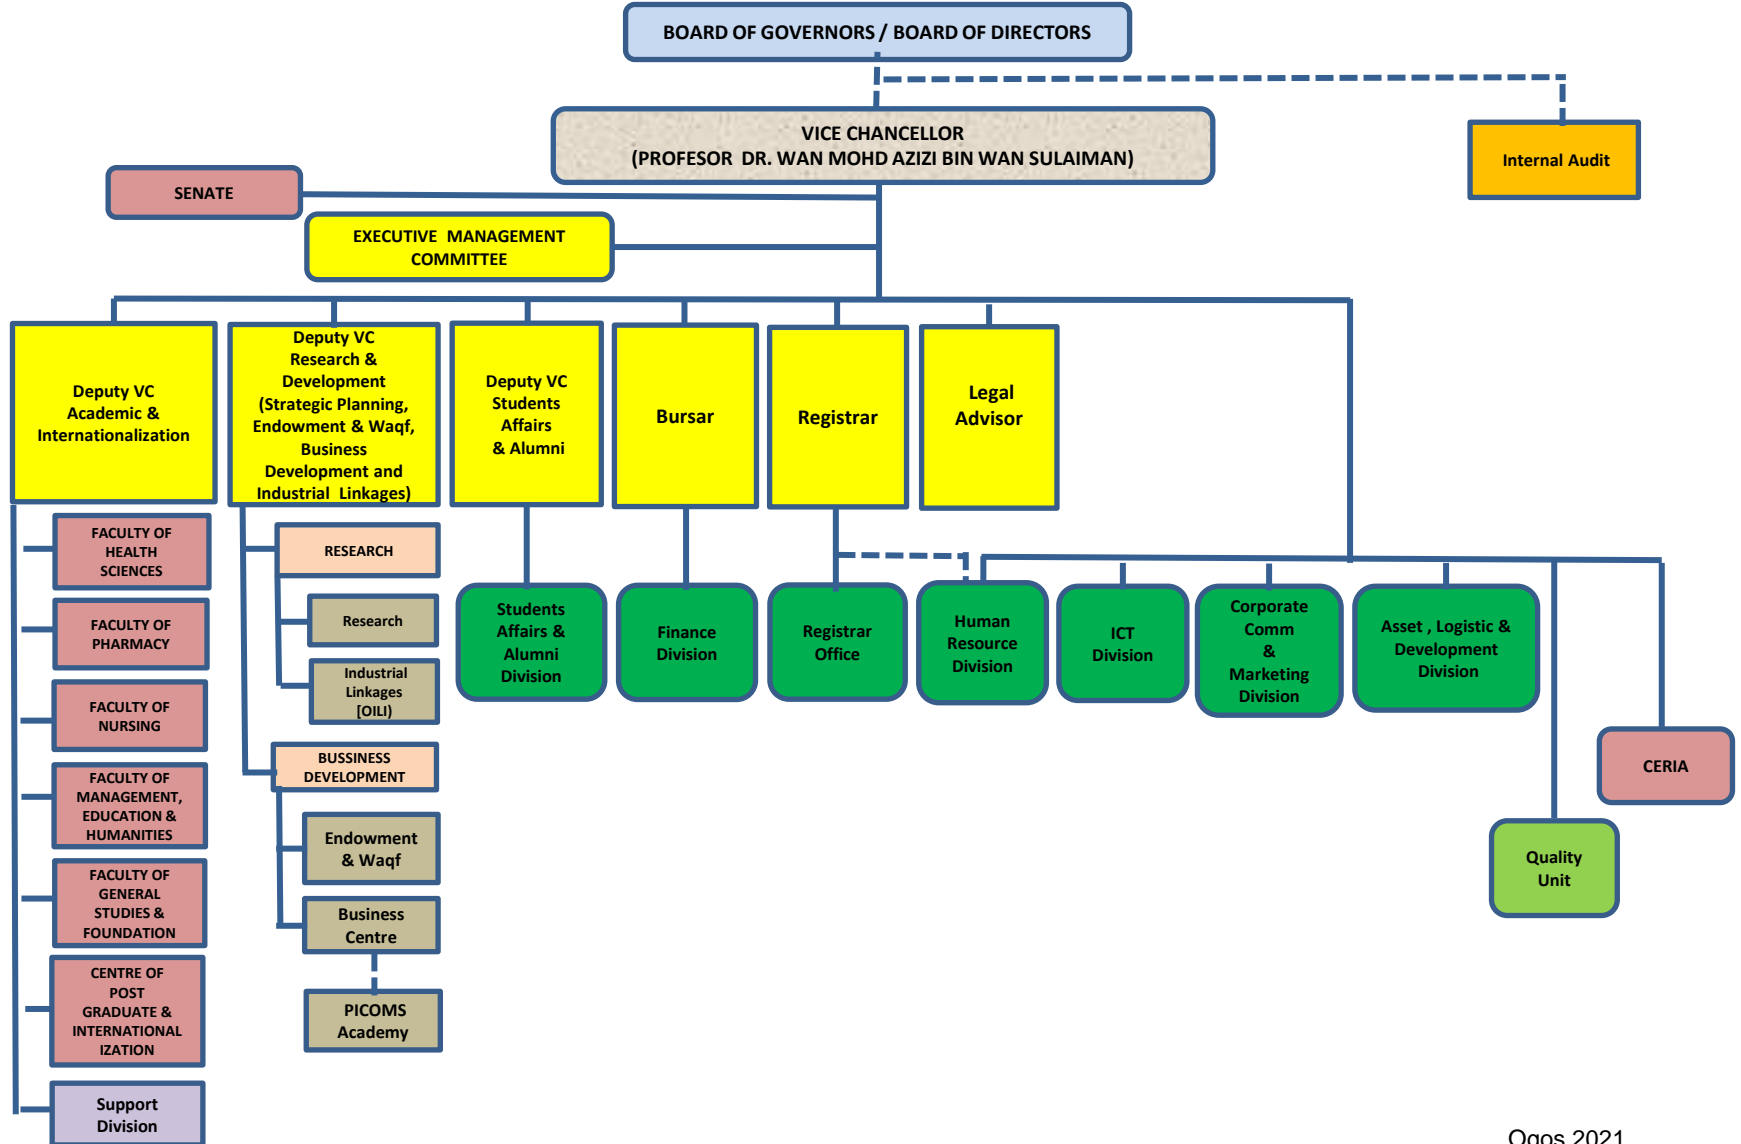 BOARD OF GOVERNORS / BOARD OF DIRECTORS
VICE CHANCELLOR
(PROFESOR DR. WAN MOHD AZIZI BIN WAN SULAIMAN)
Internal Audit
SENATE
EXECUTIVE MANAGEMENT
COMMITTEE
Deputy VC
Academic &
Internationalization
Deputy VC
Research &
Development
(Strategic Planning,
Endowment & Waqf,
Business
Development and
Industrial Linkages)
Deputy VC
Students
Affairs
& Alumni
Bursar
Registrar
Legal
Advisor
FACULTY OF
HEALTH
SCIENCES
FACULTY OF
PHARMACY
FACULTY OF
NURSING
FACULTY OF
MANAGEMENT,
EDUCATION &
HUMANITIES
FACULTY OF
GENERAL
STUDIES &
FOUNDATION
CENTRE OF
POST
GRADUATE &
INTERNATIONAL
IZATION
Support
Division
RESEARCH
Research
Industrial
Linkages
[OILI)
BUSSINESS
DEVELOPMENT
Endowment
& Waqf
Business
Centre
PICOMS
Academy
Students
Affairs &
Alumni
Division
Finance
Division
Registrar
Office
Human
Resource
Division
ICT
Division
Corporate
Comm
&
Marketing
Division
Asset , Logistic &
Development
Division
CERIA
Quality
Unit
Ogos 2021